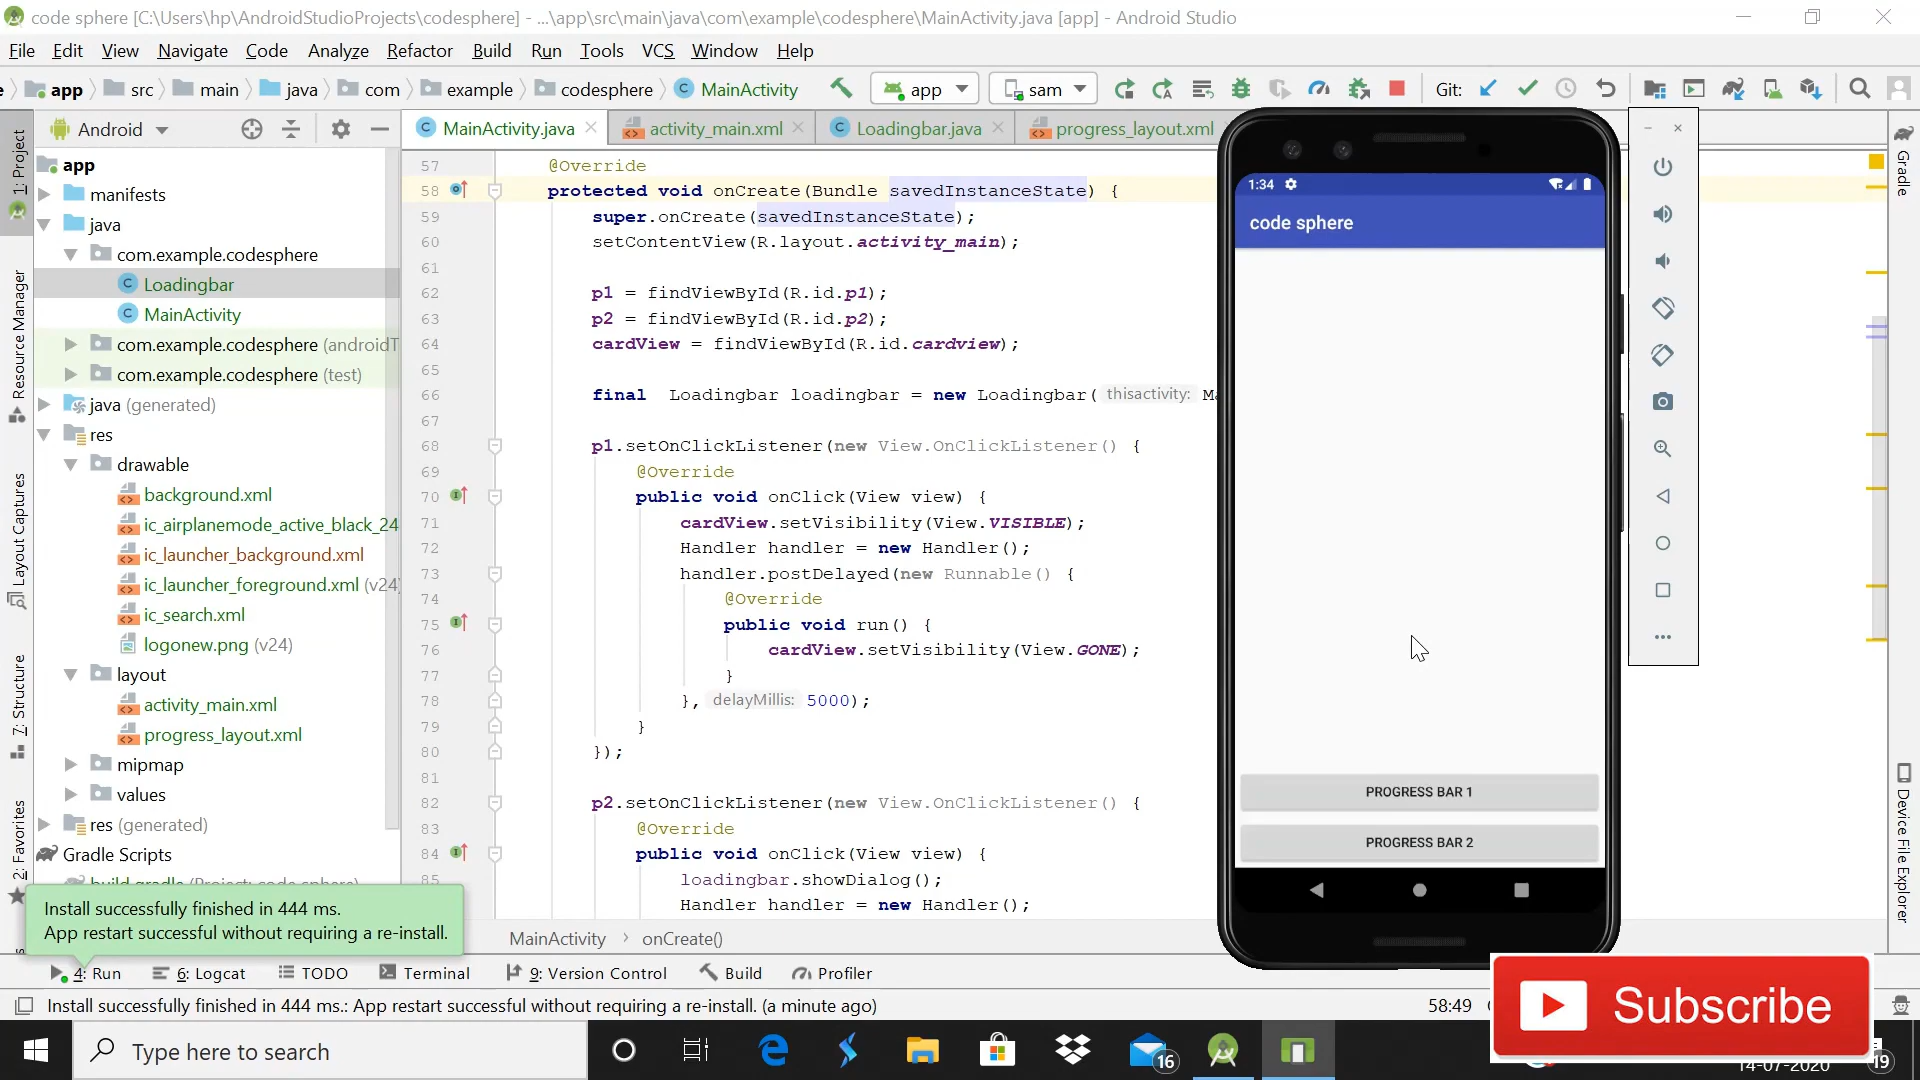 code sphere [C:\Users\hp\AndroidStudioProjects\codesphere] - ...\app\src\main\java\com\example\codesphere\MainActivity.java [app] - Android Studio
File Edit View Navigate Code Analyze Refactor Build Run Tools VCS Window Help
app src main java com example codesphere MainActivity app sam Git:
Android
MainActivity.java activity_main.xml Loadingbar.java progress_layout.xml
1: Project
Resource Manager
Layout Captures
7: Structure
2: Favorites
app
manifests
java
com.example.codesphere
Loadingbar
MainActivity
com.example.codesphere (androidT
com.example.codesphere (test)
java (generated)
res
drawable
background.xml
ic_airplanemode_active_black_24
ic_launcher_background.xml
ic_launcher_foreground.xml (v24)
ic_search.xml
logonew.png (v24)
layout
activity_main.xml
progress_layout.xml
mipmap
values
res (generated)
Gradle Scripts
build.gradle (Project: code sphere)
57 @Override
58 protected void onCreate(Bundle savedInstanceState) {
59 super.onCreate(savedInstanceState);
60 setContentView(R.layout.activity_main);
61
62 p1 = findViewById(R.id.p1);
63 p2 = findViewById(R.id.p2);
64 cardView = findViewById(R.id.cardview);
65
66 final Loadingbar loadingbar = new Loadingbar( thisactivity: Ma
67
68 p1.setOnClickListener(new View.OnClickListener() {
69 @Override
70 public void onClick(View view) {
71 cardView.setVisibility(View.VISIBLE);
72 Handler handler = new Handler();
73 handler.postDelayed(new Runnable() {
74 @Override
75 public void run() {
76 cardView.setVisibility(View.GONE);
77 }
78 }, delayMillis: 5000);
79 }
80 });
81
82 p2.setOnClickListener(new View.OnClickListener() {
83 @Override
84 public void onClick(View view) {
85 loadingbar.showDialog();
Handler handler = new Handler();
MainActivity › onCreate()
1:34
code sphere
PROGRESS BAR 1
PROGRESS BAR 2
Gradle
Device File Explorer
Install successfully finished in 444 ms.
App restart successful without requiring a re-install.
4: Run 6: Logcat TODO Terminal 9: Version Control Build Profiler
Install successfully finished in 444 ms.: App restart successful without requiring a re-install. (a minute ago) 58:49
Subscribe
Type here to search
16
14-07-2020
19